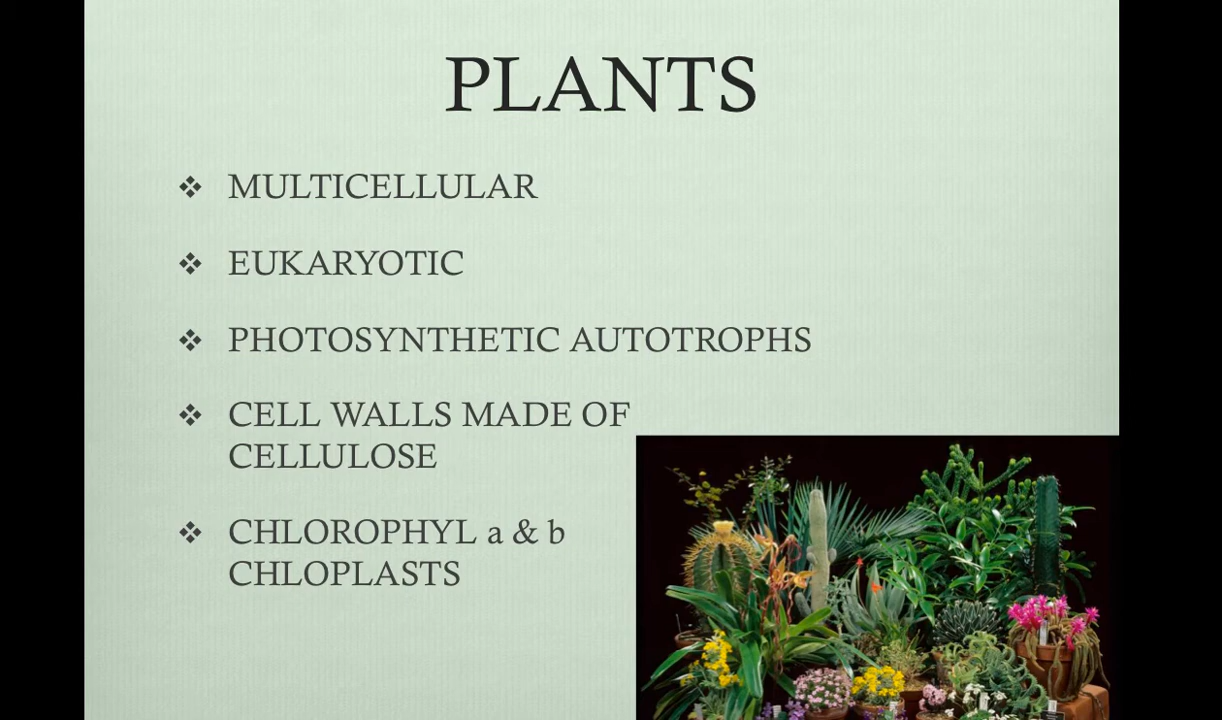 PLANTS
❖ MULTICELLULAR
❖ EUKARYOTIC
❖ PHOTOSYNTHETIC AUTOTROPHS
❖ CELL WALLS MADE OF
CELLULOSE
❖ CHLOROPHYL a & b
CHLOPLASTS